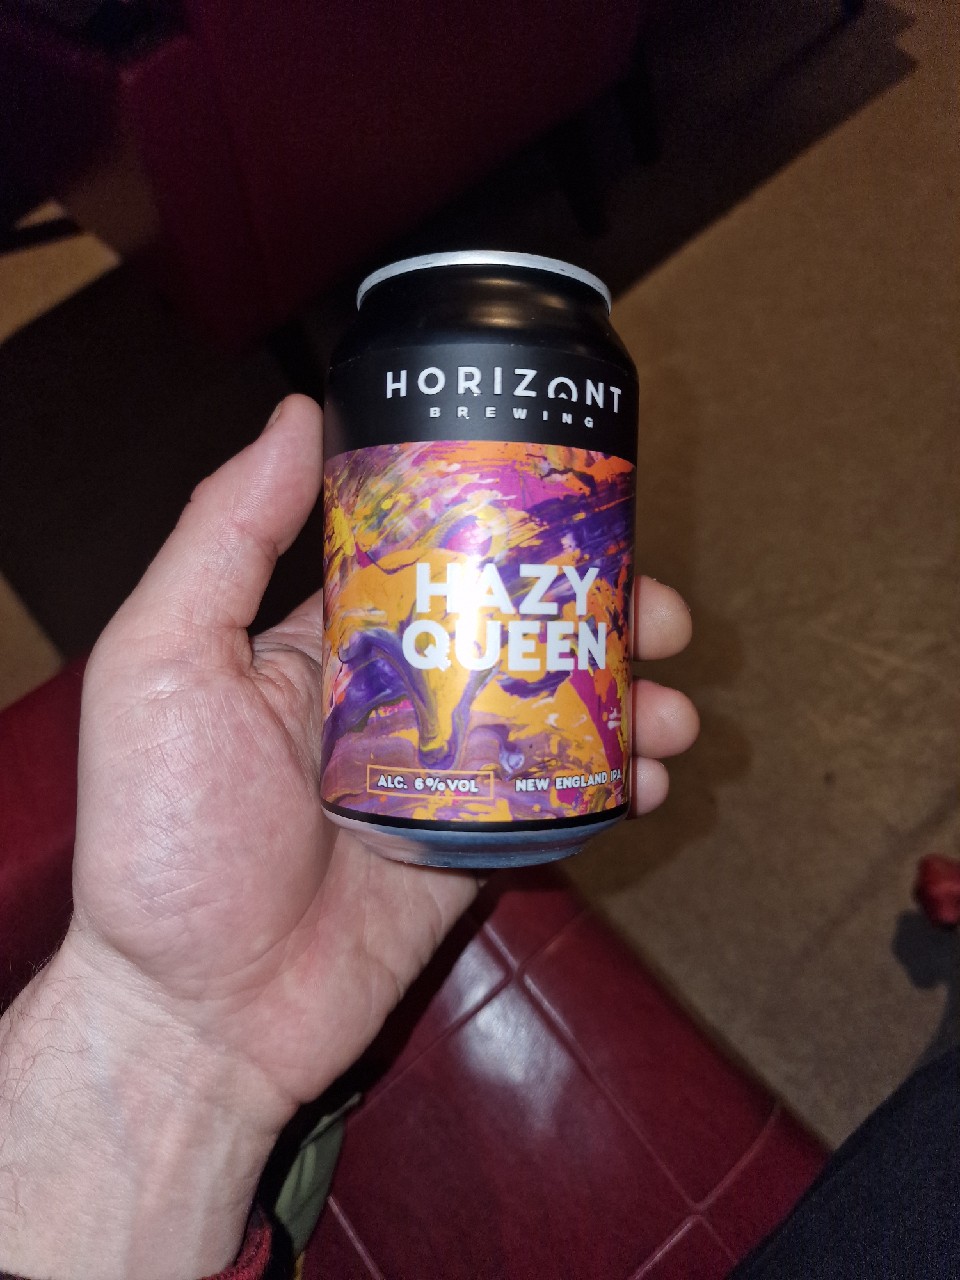 HORIZONT
BREWING
HAZY
QUEEN
ALC. 6%VOL
NEW ENGLAND IPA